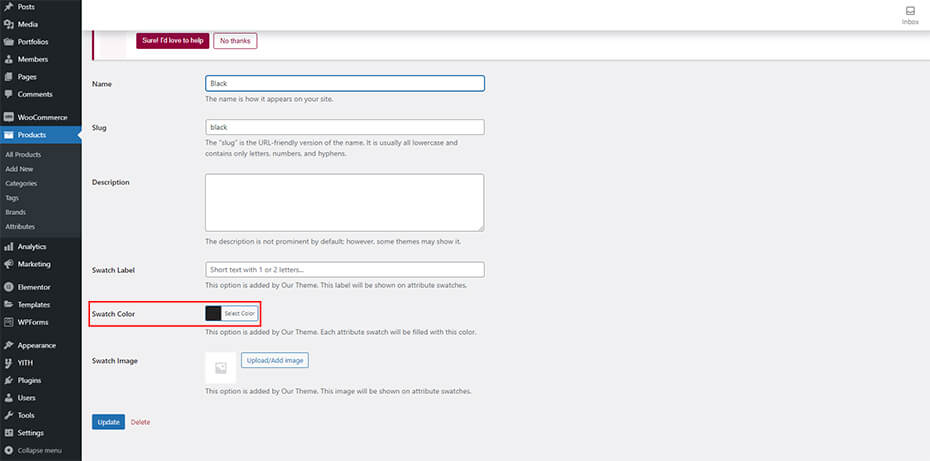 Posts
Media
Portfolios
Members
Pages
Comments
WooCommerce
Products
All Products
Add New
Categories
Tags
Brands
Attributes
Analytics
Marketing
Elementor
Templates
WPForms
Appearance
YITH
Plugins
Users
Tools
Settings
Collapse menu
Inbox
Sure! I'd love to help
No thanks
Name
Black
The name is how it appears on your site.
Slug
black
The "slug" is the URL-friendly version of the name. It is usually all lowercase and
contains only letters, numbers, and hyphens.
Description
The description is not prominent by default; however, some themes may show it.
Swatch Label
Short text with 1 or 2 letters...
This option is added by Our Theme. This label will be shown on attribute swatches.
Swatch Color
Select Color
This option is added by Our Theme. Each attribute swatch will be filled with this color.
Swatch Image
Upload/Add image
This option is added by Our Theme. This image will be shown on attribute swatches.
Update
Delete